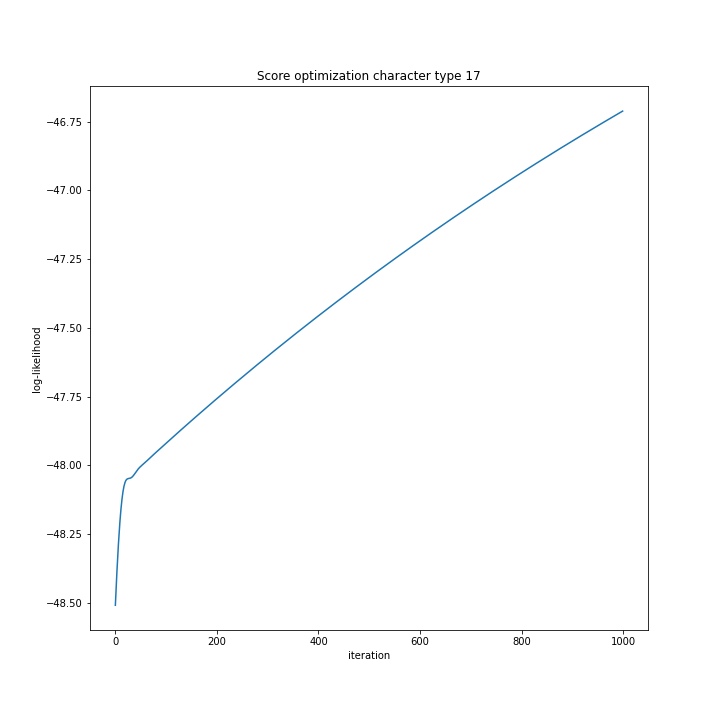 Score optimization character type 17
log-likelihood
−46.75
−47.00
−47.25
−47.50
−47.75
−48.00
−48.25
−48.50
0 200 400 600 800 1000
iteration